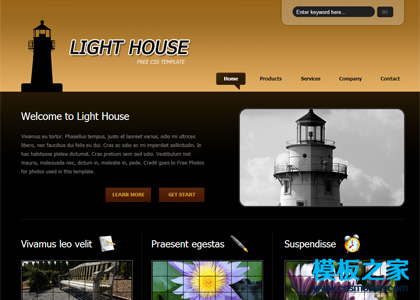 Enter keyword here...
GO
LIGHT HOUSE
FREE CSS TEMPLATE
Home
Products
Services
Company
Contact
Welcome to Light House
Vivamus eu tortor. Phasellus tempus, justo et laoreet varius, odio mi ultrices
libero, nec faucibus dui felis eu dui. Cras ac odio ac mi imperdiet sollicitudin. In
hac habitasse platea dictumst. Cras pretium sem sed odio. Vestibulum nisl
mauris, malesuada nec, dictum in, molestie in, pede. Credit goes to Free Photos
for photos used in this template.
LEARN MORE
GET START
Vivamus leo velit
Praesent egestas
Suspendisse
模板之家